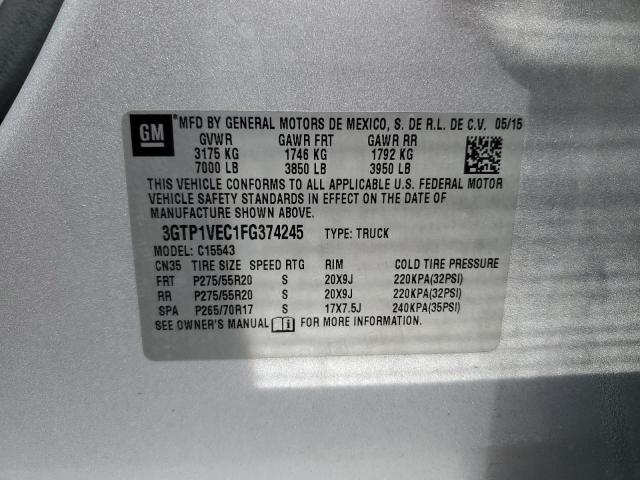 GM ® MFD BY GENERAL MOTORS DE MEXICO, S. DE R.L. DE C.V. 05/15
GVWR GAWR FRT GAWR RR
3175 KG 1746 KG 1792 KG
7000 LB 3850 LB 3950 LB
THIS VEHICLE CONFORMS TO ALL APPLICABLE U.S. FEDERAL MOTOR
VEHICLE SAFETY STANDARDS IN EFFECT ON THE DATE OF
MANUFACTURE SHOWN ABOVE.
3GTP1VEC1FG374245 TYPE: TRUCK
MODEL: C15543
CN35 TIRE SIZE SPEED RTG RIM COLD TIRE PRESSURE
FRT P275/55R20 S 20X9J 220KPA(32PSI)
RR P275/55R20 S 20X9J 220KPA(32PSI)
SPA P265/70R17 S 17X7.5J 240KPA(35PSI)
SEE OWNER'S MANUAL FOR MORE INFORMATION.